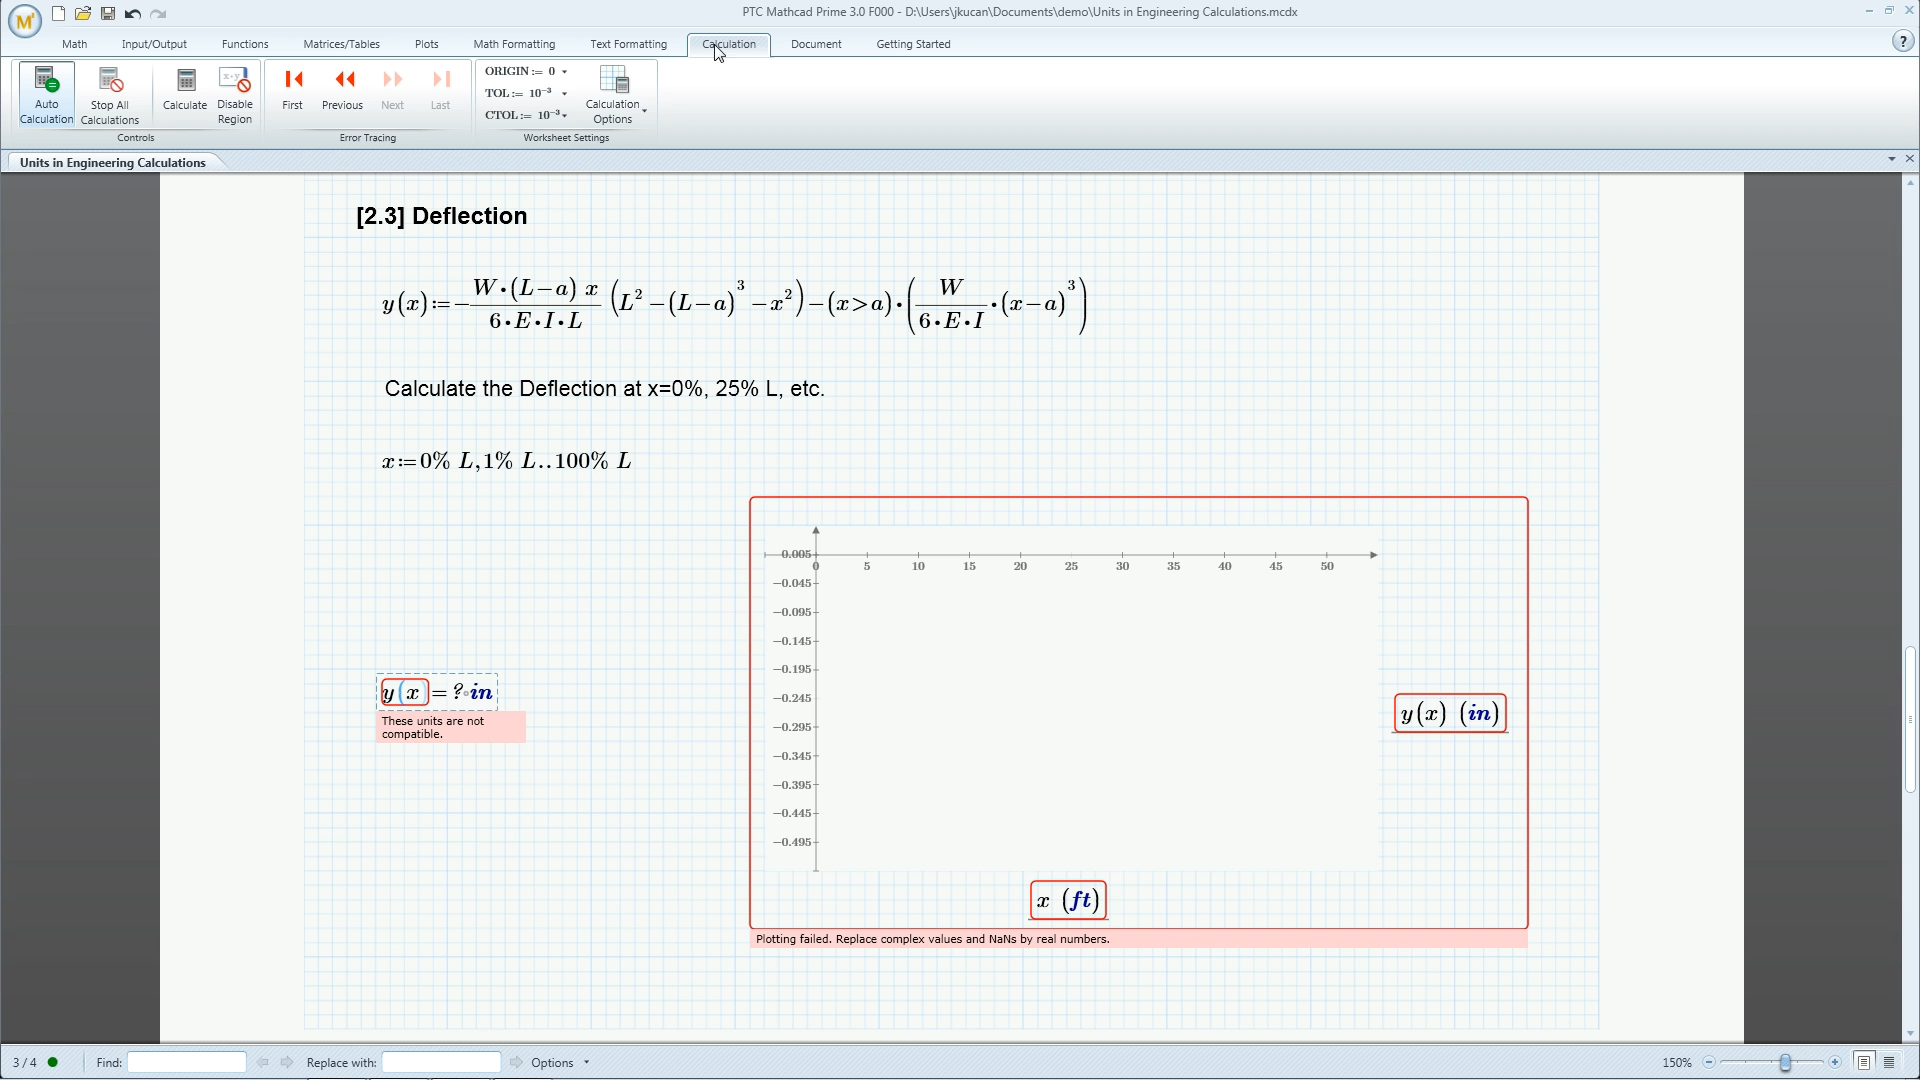 PTC Mathcad Prime 3.0 F000 - D:\Users\jkucan\Documents\demo\Units in Engineering Calculations.mcdx
Math Input/Output Functions Matrices/Tables Plots Math Formatting Text Formatting Calculation Document Getting Started
Auto Calculation
Stop All Calculations
Calculate
Disable Region
Controls
First Previous Next Last
Error Tracing
ORIGIN:= 0
TOL:= 10⁻³
CTOL:= 10⁻³
Calculation Options
Worksheet Settings
Units in Engineering Calculations
[2.3] Deflection
y(x):=-W·(L-a) x/(6·E·I·L) (L²-(L-a)³-x²)-(x>a)·(W/(6·E·I)·(x-a)³)
Calculate the Deflection at x=0%, 25% L, etc.
x:=0% L,1% L..100% L
0.005
0 5 10 15 20 25 30 35 40 45 50
-0.045
-0.095
-0.145
-0.195
-0.245
-0.295
-0.345
-0.395
-0.445
-0.495
y(x)=?·in
These units are not
compatible.
y(x) (in)
x (ft)
Plotting failed. Replace complex values and NaNs by real numbers.
3 / 4 Find: Replace with: Options 150%